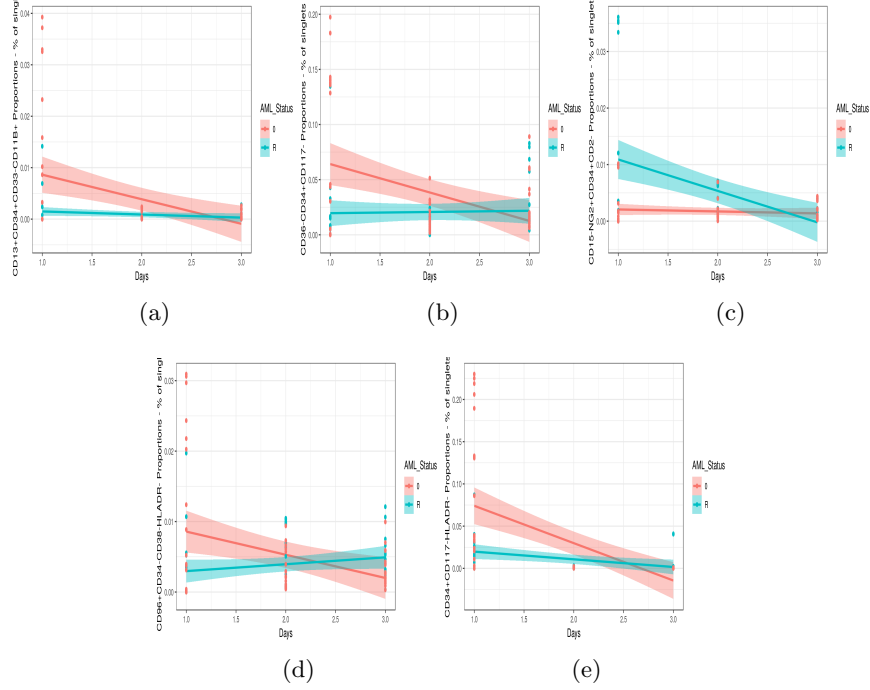 CD13+CD34+CD33-CD11B+ Proportions - % of singlets
0.04
0.03
0.02
0.01
0.00
1.0 1.5 2.0 2.5 3.0
Days
AML_Status
0
R
(a)
CD36-CD34+CD117- Proportions - % of singlets
0.20
0.15
0.10
0.05
0.00
1.0 1.5 2.0 2.5 3.0
Days
AML_Status
0
R
(b)
CD15-NG2+CD34+CD2- Proportions - % of singlets
0.03
0.02
0.01
0.00
1.0 1.5 2.0 2.5 3.0
Days
AML_Status
0
R
(c)
CD96+CD34-CD38-HLADR- Proportions - % of singl
0.03
0.02
0.01
0.00
1.0 1.5 2.0 2.5 3.0
Days
AML_Status
0
R
(d)
CD34+CD117-HLADR- Proportions - % of singlets
0.20
0.15
0.10
0.05
0.00
1.0 1.5 2.0 2.5 3.0
Days
AML_Status
0
R
(e)